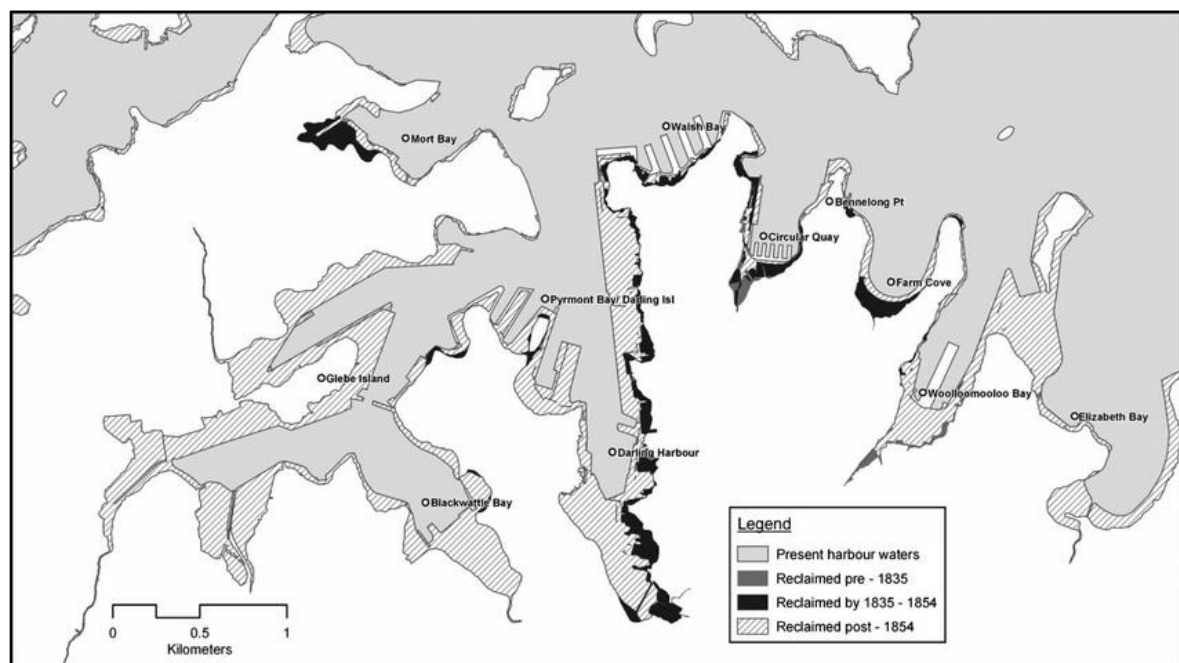 Mort Bay
Walsh Bay
Bennelong Pt
Circular Quay
Farm Cove
Pyrmont Bay/ Darling Isl
Glebe Island
Woolloomooloo Bay
Elizabeth Bay
Darling Harbour
Blackwattle Bay
Legend
Present harbour waters
Reclaimed pre - 1835
Reclaimed by 1835 - 1854
Reclaimed post - 1854
0 0.5 1
Kilometers